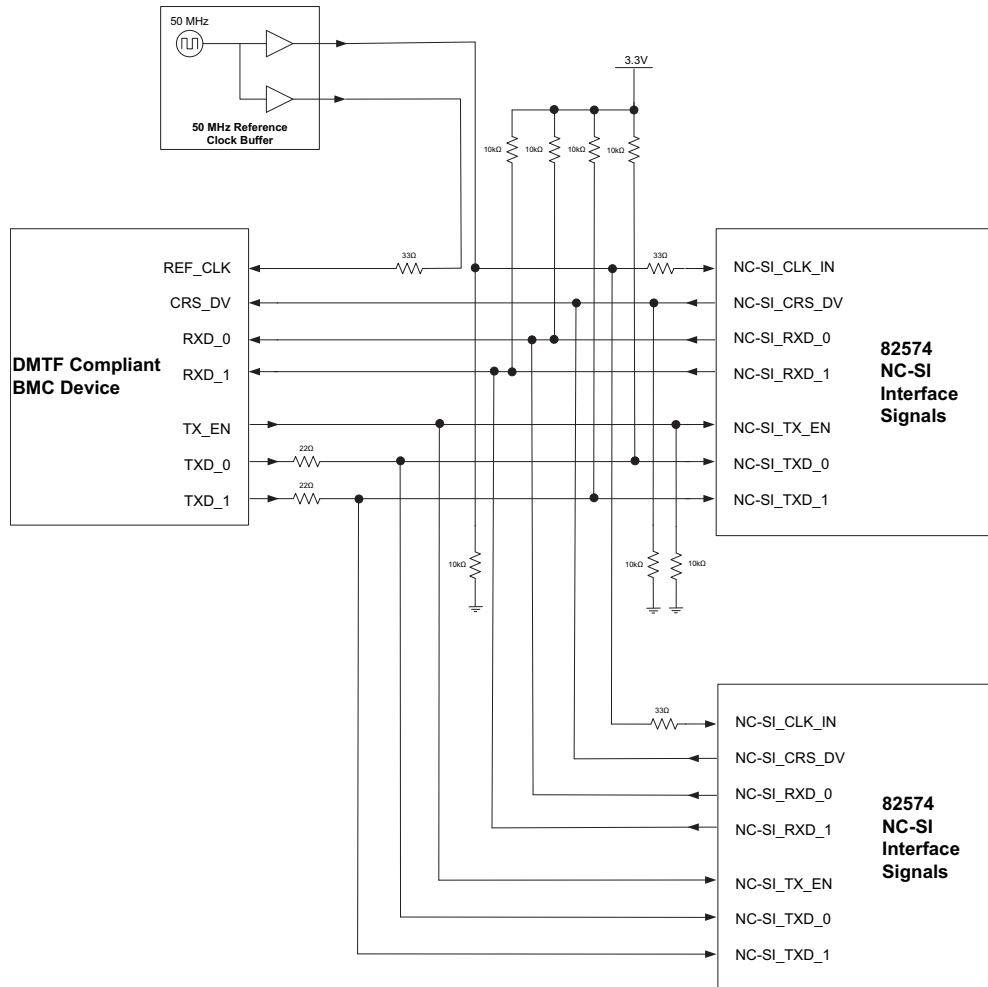 50 MHz
50 MHz Reference
Clock Buffer
3.3V
10kΩ
10kΩ
10kΩ
10kΩ
DMTF Compliant
BMC Device
REF_CLK
CRS_DV
RXD_0
RXD_1
TX_EN
TXD_0
TXD_1
33Ω
22Ω
22Ω
33Ω
NC-SI_CLK_IN
NC-SI_CRS_DV
NC-SI_RXD_0
NC-SI_RXD_1
NC-SI_TX_EN
NC-SI_TXD_0
NC-SI_TXD_1
82574
NC-SI
Interface
Signals
10kΩ
10kΩ
10kΩ
33Ω
NC-SI_CLK_IN
NC-SI_CRS_DV
NC-SI_RXD_0
NC-SI_RXD_1
NC-SI_TX_EN
NC-SI_TXD_0
NC-SI_TXD_1
82574
NC-SI
Interface
Signals